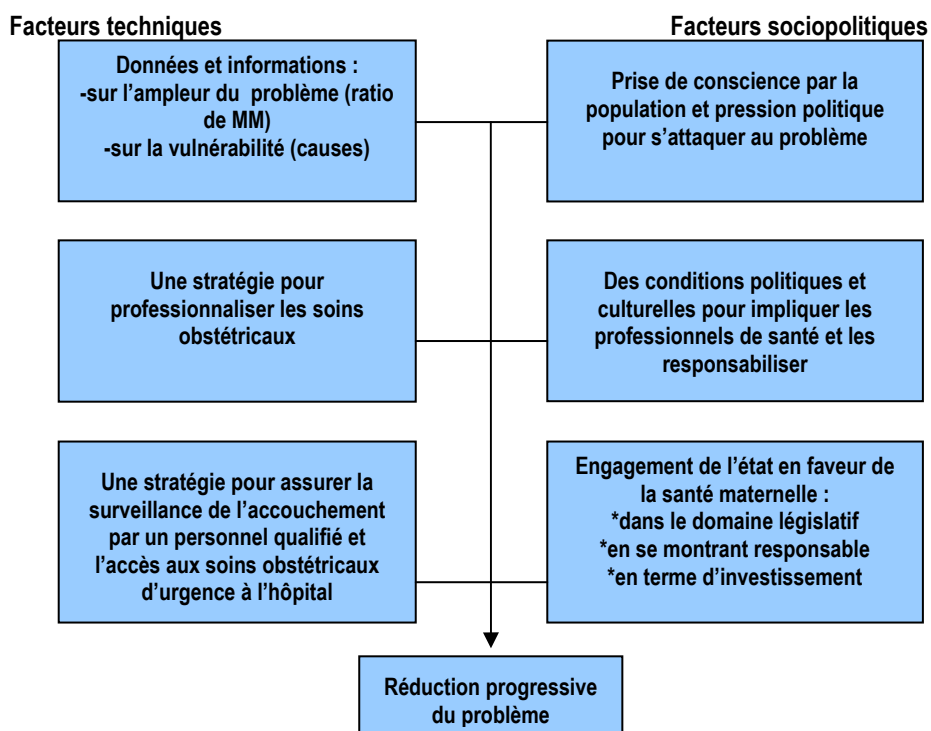 Facteurs techniques
Facteurs sociopolitiques
Données et informations :
-sur l’ampleur du problème (ratio
de MM)
-sur la vulnérabilité (causes)
Prise de conscience par la
population et pression politique
pour s’attaquer au problème
Une stratégie pour
professionnaliser les soins
obstétricaux
Des conditions politiques et
culturelles pour impliquer les
professionnels de santé et les
responsabiliser
Une stratégie pour assurer la
surveillance de l’accouchement
par un personnel qualifié et
l’accès aux soins obstétricaux
d’urgence à l’hôpital
Engagement de l’état en faveur de
la santé maternelle :
*dans le domaine législatif
*en se montrant responsable
*en terme d’investissement
Réduction progressive
du problème